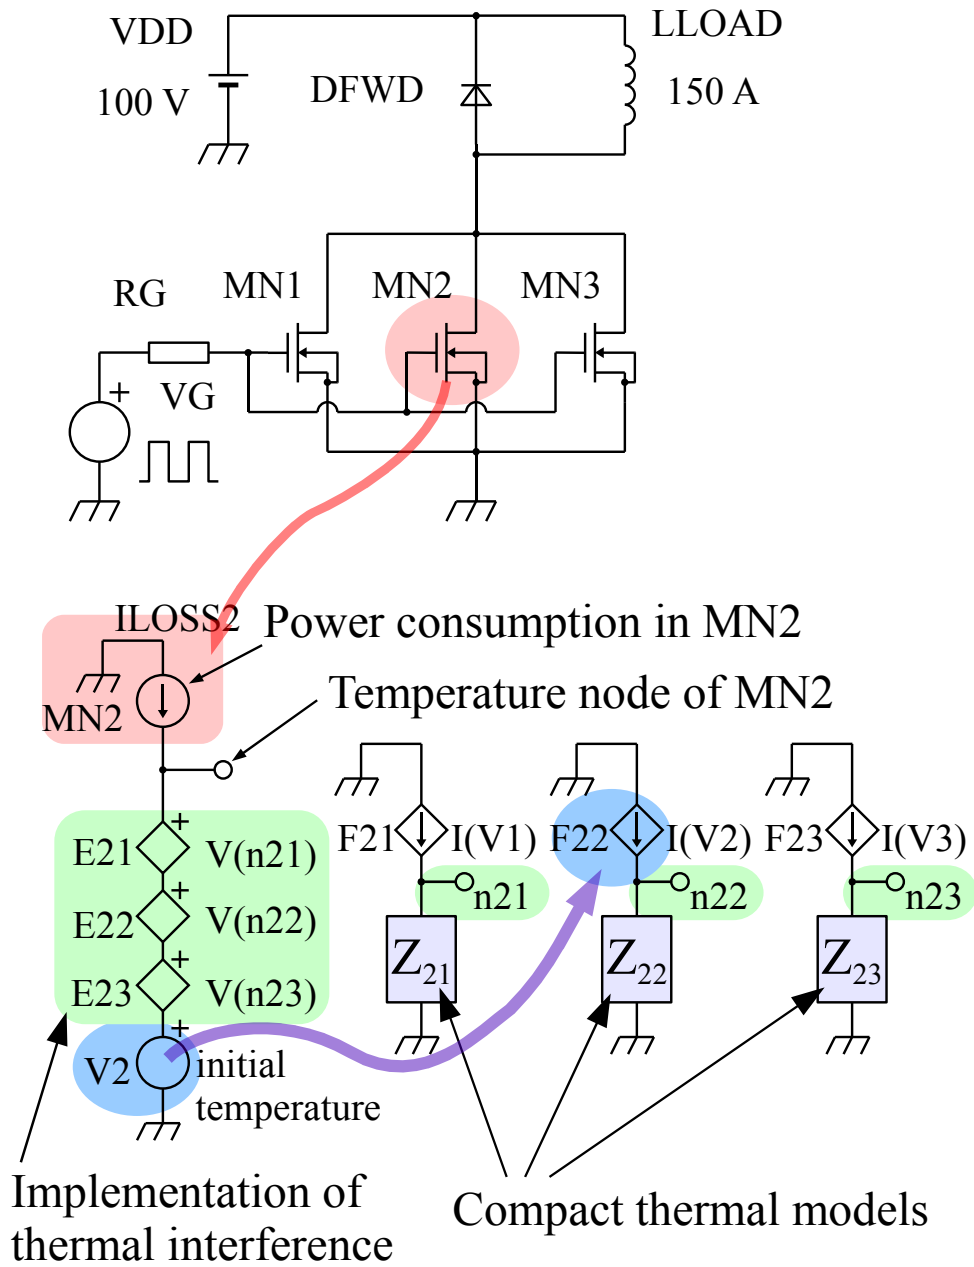 VDD
100 V
DFWD
LLOAD
150 A
RG
MN1
MN2
MN3
VG
+
ILOSS2
Power consumption in MN2
MN2
Temperature node of MN2
E21
+
V(n21)
E22
+
V(n22)
E23
+
V(n23)
F21
I(V1)
n21
Z21
F22
I(V2)
n22
Z22
F23
I(V3)
n23
Z23
V2
+
initial
temperature
Implementation of
thermal interference
Compact thermal models